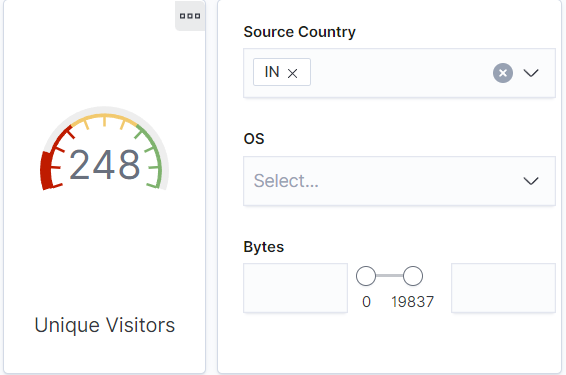 248
Unique Visitors
Source Country
IN
OS
Select...
Bytes
0 19837